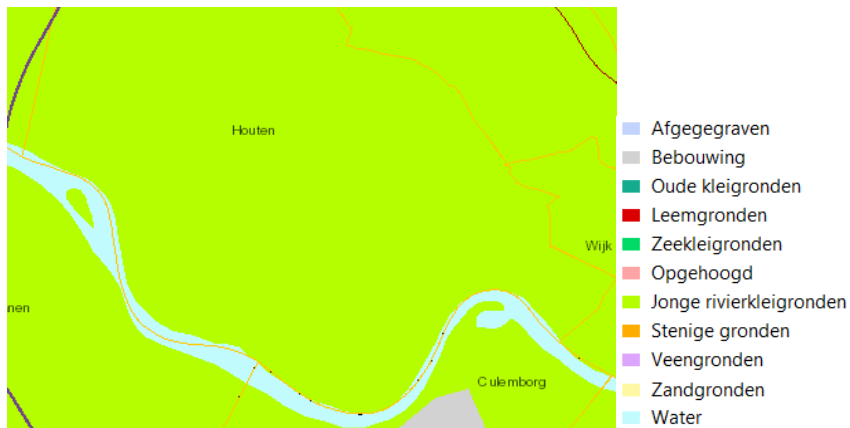 Houten
Wijk
nen
Culemborg
Afgegegraven
Bebouwing
Oude kleigronden
Leemgronden
Zeekleigronden
Opgehoogd
Jonge rivierkleigronden
Stenige gronden
Veengronden
Zandgronden
Water